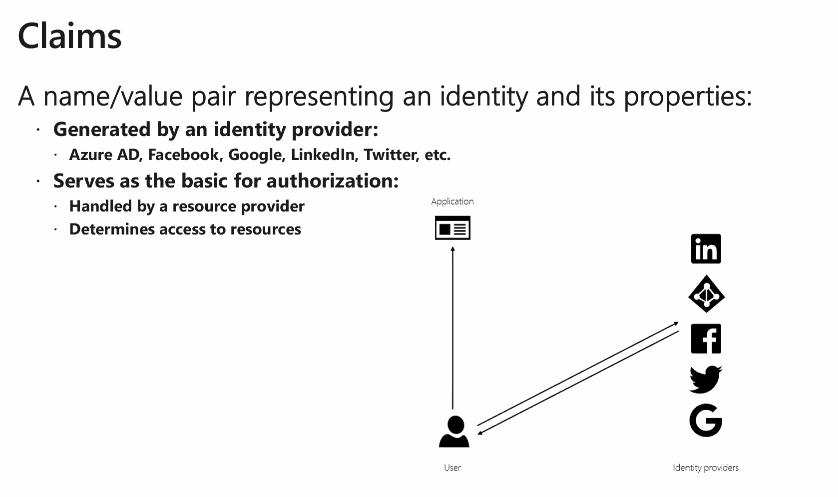 Claims
A name/value pair representing an identity and its properties:
· Generated by an identity provider:
· Azure AD, Facebook, Google, LinkedIn, Twitter, etc.
· Serves as the basic for authorization:
· Handled by a resource provider
· Determines access to resources
Application
in
f
G
User
Identity providers